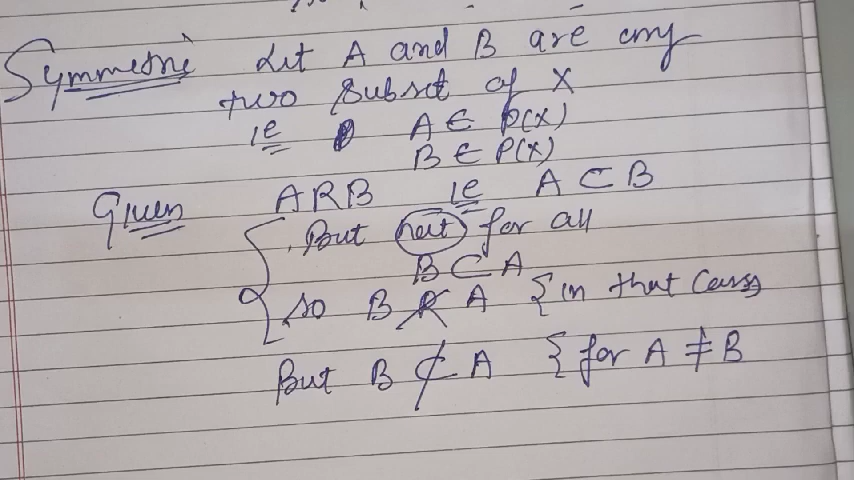 Symmetric Let A and B are any
two subset of X
ie A ∈ P(X)
B ∈ P(X)
Given ARB ie A ⊂ B
But not for all
B ⊂ A
so B R̸ A { in that case
But B ⊄ A { for A ≠ B